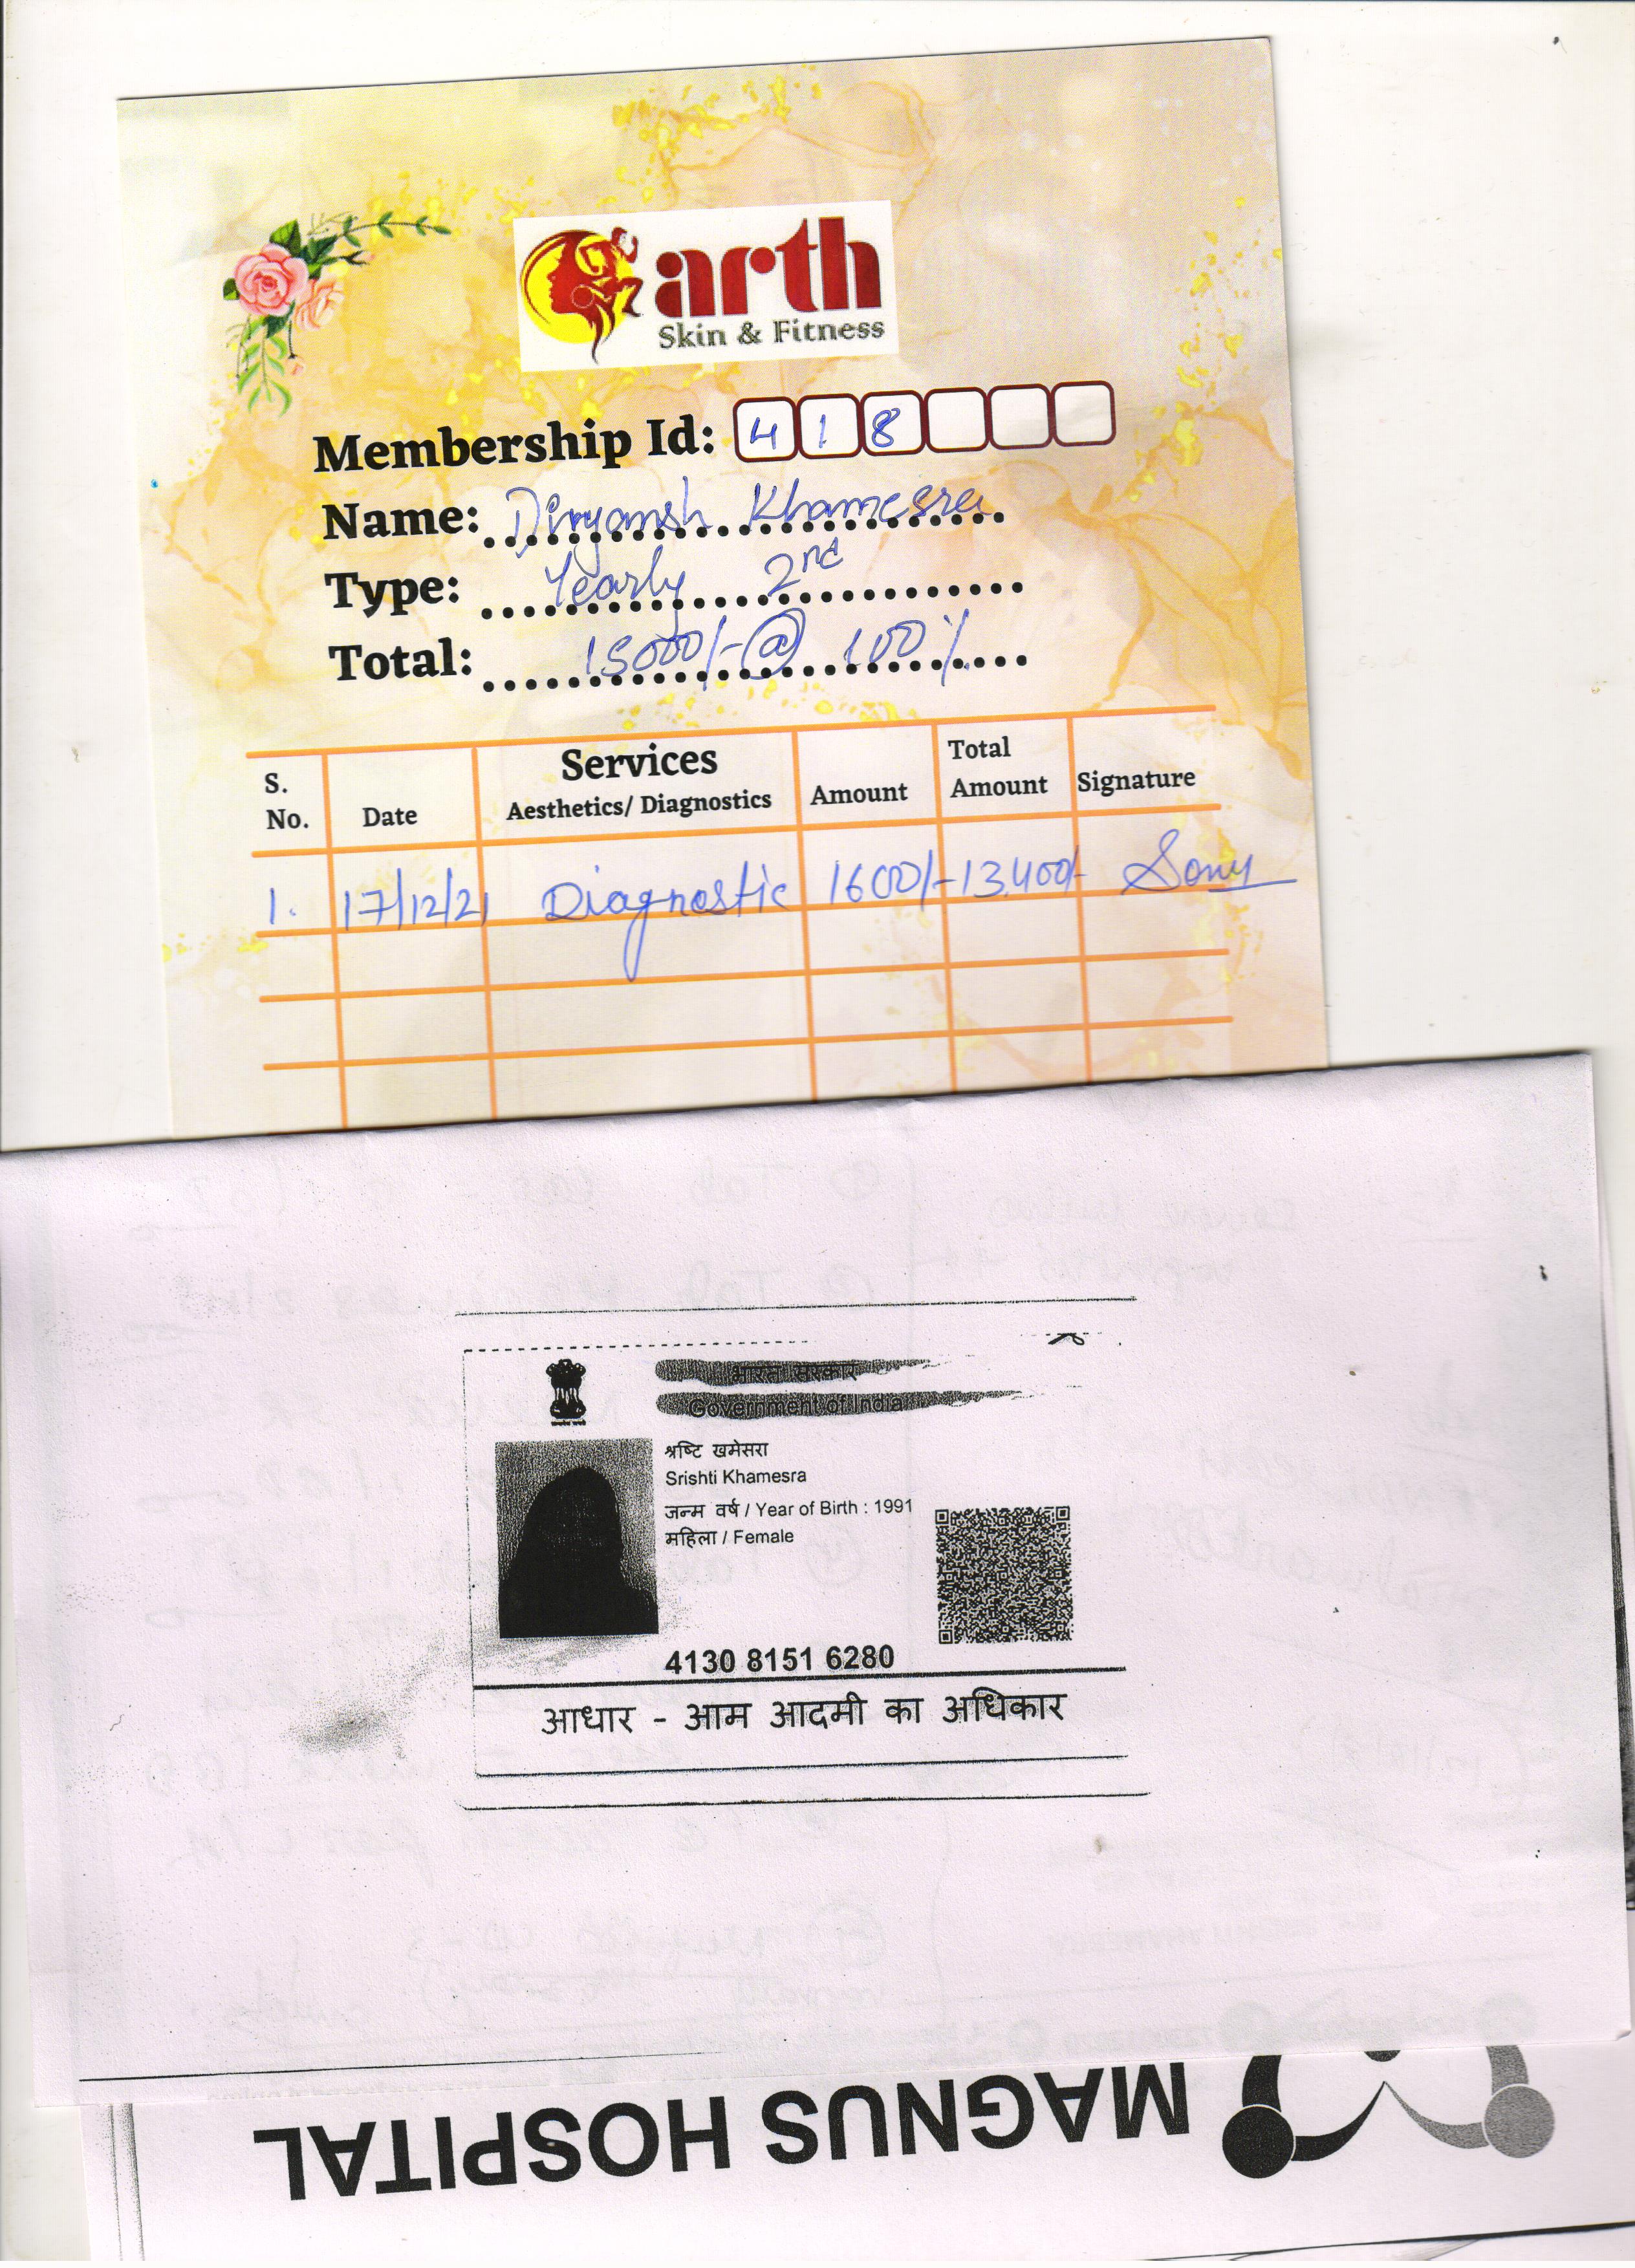 arth
Skin & Fitness
Membership Id: 4 1 8
Name: Divyansh Khamesra
Type: Yearly 2nd
Total: 15000/- @ 100%
S. No. Date Services Aesthetics/ Diagnostics Amount Total Amount Signature
1. 17/12/21 Diagnostic 1600/- 13,400/- Sony
भारत सरकार
Government of India
श्रष्टि खमेसरा
Srishti Khamesra
जन्म वर्ष / Year of Birth : 1991
महिला / Female
4130 8151 6280
आधार - आम आदमी का अधिकार
MAGNUS HOSPITAL